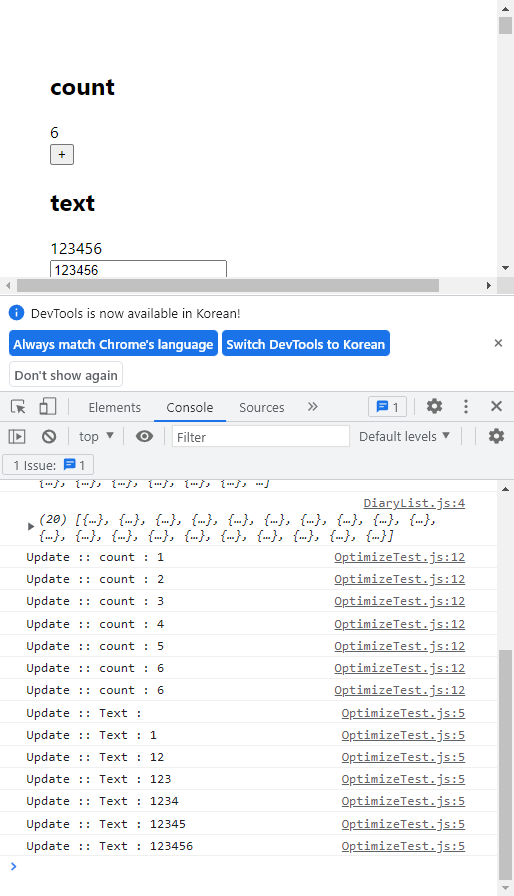 count
6
+
text
123456
123456
DevTools is now available in Korean!
Always match Chrome's language Switch DevTools to Korean
Don't show again
Elements Console Sources » 1
top Filter Default levels
1 Issue: 1
{…}, {…}, {…}, {…}, {…}, {…}, …]
DiaryList.js:4
(20) [{…}, {…}, {…}, {…}, {…}, {…}, {…}, {…}, {…}, {…},
{…}, {…}, {…}, {…}, {…}, {…}, {…}, {…}, {…}, {…}]
Update :: count : 1 OptimizeTest.js:12
Update :: count : 2 OptimizeTest.js:12
Update :: count : 3 OptimizeTest.js:12
Update :: count : 4 OptimizeTest.js:12
Update :: count : 5 OptimizeTest.js:12
Update :: count : 6 OptimizeTest.js:12
Update :: count : 6 OptimizeTest.js:12
Update :: Text : OptimizeTest.js:5
Update :: Text : 1 OptimizeTest.js:5
Update :: Text : 12 OptimizeTest.js:5
Update :: Text : 123 OptimizeTest.js:5
Update :: Text : 1234 OptimizeTest.js:5
Update :: Text : 12345 OptimizeTest.js:5
Update :: Text : 123456 OptimizeTest.js:5